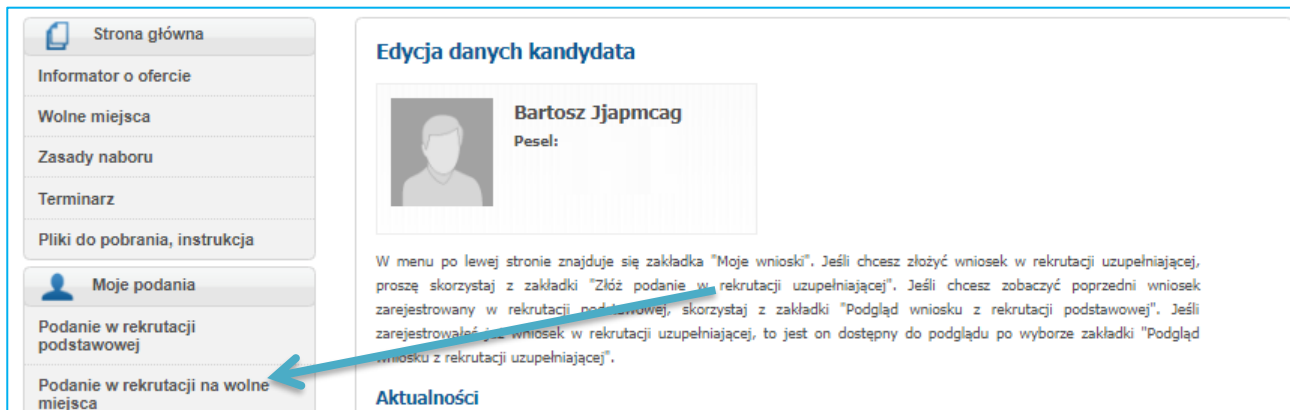 Strona główna
Informator o ofercie
Wolne miejsca
Zasady naboru
Terminarz
Pliki do pobrania, instrukcja
Moje podania
Podanie w rekrutacji
podstawowej
Podanie w rekrutacji na wolne
miejsca
Edycja danych kandydata
Bartosz Jjapmcag
Pesel:
W menu po lewej stronie znajduje się zakładka "Moje wnioski". Jeśli chcesz złożyć wniosek w rekrutacji uzupełniającej,
proszę skorzystaj z zakładki "Złóż podanie w rekrutacji uzupełniającej". Jeśli chcesz zobaczyć poprzedni wniosek
zarejestrowany w rekrutacji podstawowej, skorzystaj z zakładki "Podgląd wniosku z rekrutacji podstawowej". Jeśli
zarejestrowałeś już wniosek w rekrutacji uzupełniającej, to jest on dostępny do podglądu po wyborze zakładki "Podgląd
wniosku z rekrutacji uzupełniającej".
Aktualności